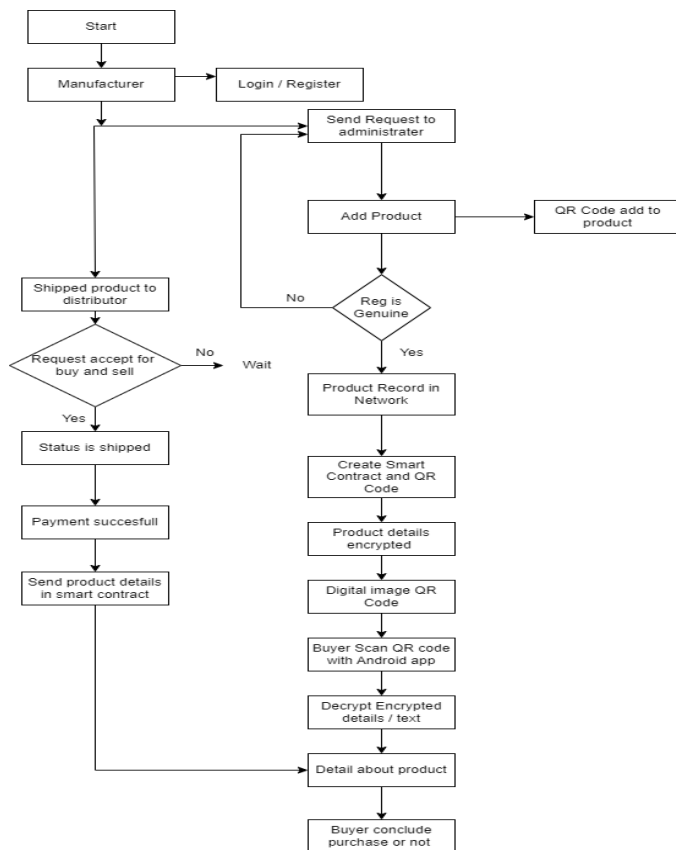 Start
Manufacturer
Login / Register
Send Request to
administrater
Add Product
QR Code add to
product
Shipped product to
distributor
No
Reg is
Genuine
Request accept for
buy and sell
No
Wait
Yes
Product Record in
Network
Yes
Status is shipped
Create Smart
Contract and QR
Code
Payment succesfull
Product details
encrypted
Send product details
in smart contract
Digital image QR
Code
Buyer Scan QR code
with Android app
Decrypt Encrypted
details / text
Detail about product
Buyer conclude
purchase or not